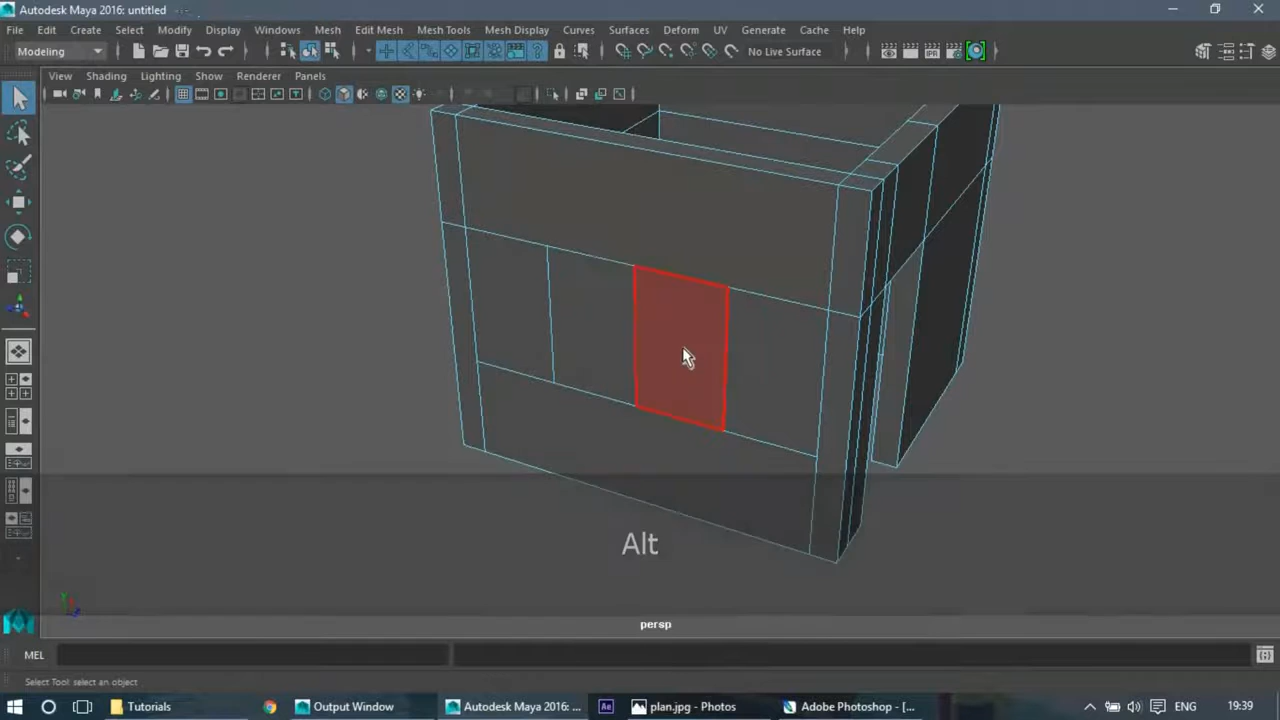 Autodesk Maya 2016: untitled
File Edit Create Select Modify Display Windows Mesh Edit Mesh Mesh Tools Mesh Display Curves Surfaces Deform UV Generate Cache Help
Modeling No Live Surface
View Shading Lighting Show Renderer Panels
Alt
persp
MEL
Select Tool: select an object
Tutorials Output Window Autodesk Maya 2016: ... Ae plan.jpg - Photos Adobe Photoshop - [... ENG 19:39